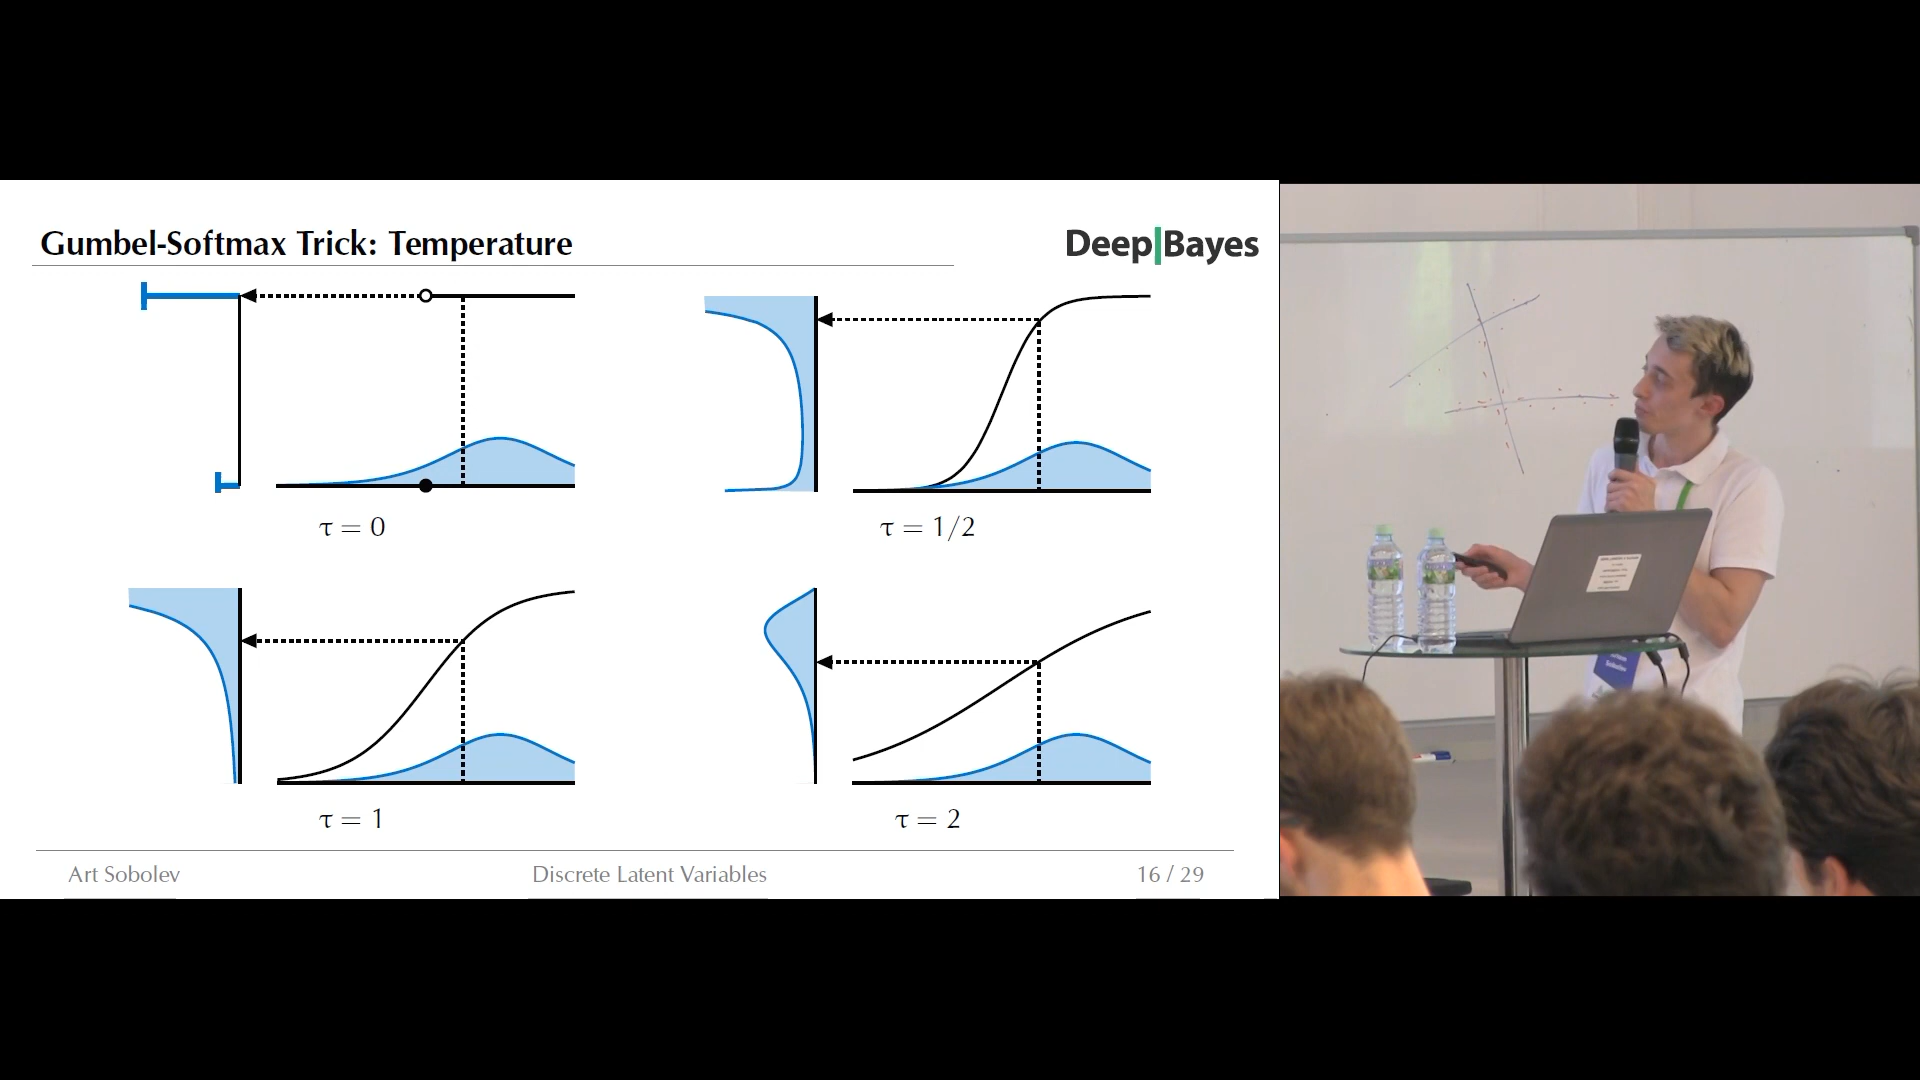 Gumbel-Softmax Trick: Temperature
Deep|Bayes
τ = 0
τ = 1/2
τ = 1
τ = 2
Art Sobolev
Discrete Latent Variables
16 / 29